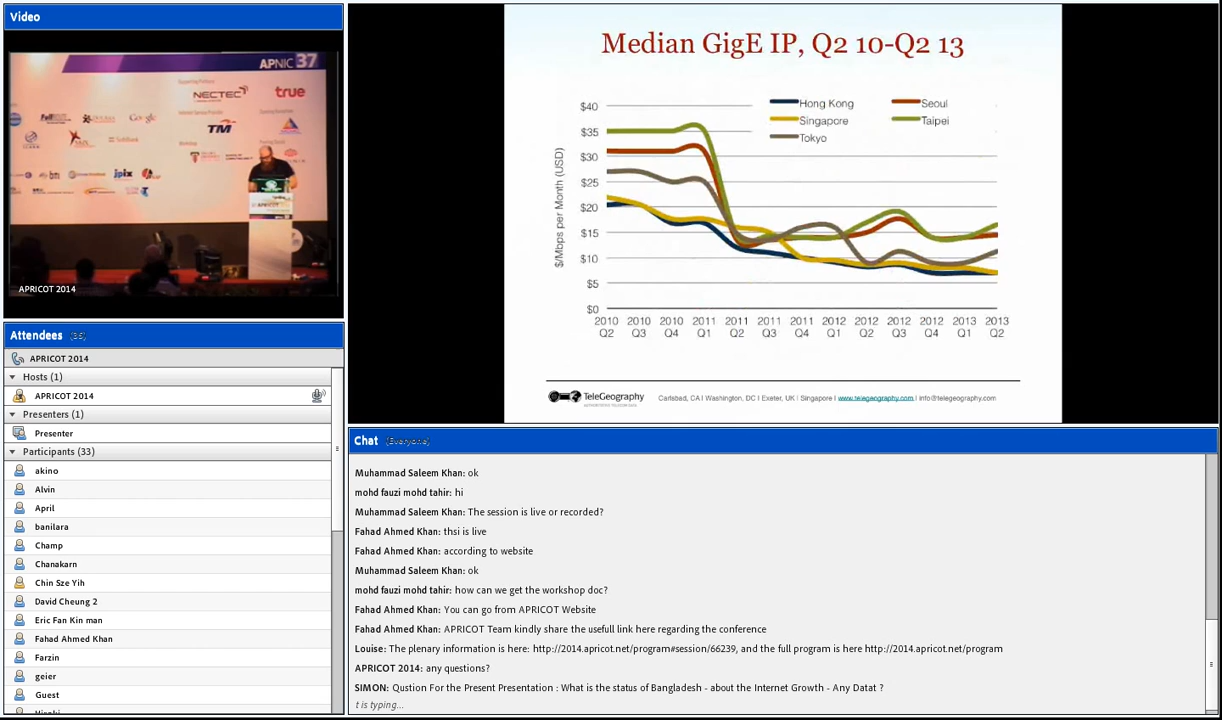 Video
APNIC 37
NECTEC
true
TM
Google
SoftBank
jpix
APRICOT 2014
Attendees (35)
APRICOT 2014
Hosts (1)
APRICOT 2014
Presenters (1)
Presenter
Participants (33)
akino
Alvin
April
banilara
Champ
Chanakarn
Chin Sze Yih
David Cheung 2
Eric Fan Kin man
Fahad Ahmed Khan
Farzin
geier
Guest
Median GigE IP, Q2 10-Q2 13
Hong Kong
Seoul
Singapore
Taipei
Tokyo
$/Mbps per Month (USD)
$40
$35
$30
$25
$20
$15
$10
$5
$0
2010 2010 2010 2011 2011 2011 2011 2012 2012 2012 2012 2013 2013
Q2 Q3 Q4 Q1 Q2 Q3 Q4 Q1 Q2 Q3 Q4 Q1 Q2
TeleGeography
Carlsbad, CA | Washington, DC | Exeter, UK | Singapore | www.telegeography.com | info@telegeography.com
Chat (Everyone)
Muhammad Saleem Khan: ok
mohd fauzi mohd tahir: hi
Muhammad Saleem Khan: The session is live or recorded?
Fahad Ahmed Khan: thsi is live
Fahad Ahmed Khan: according to website
Muhammad Saleem Khan: ok
mohd fauzi mohd tahir: how can we get the workshop doc?
Fahad Ahmed Khan: You can go from APRICOT Website
Fahad Ahmed Khan: APRICOT Team kindly share the usefull link here regarding the conference
Louise: The plenary information is here: http://2014.apricot.net/program#session/66239, and the full program is here http://2014.apricot.net/program
APRICOT 2014: any questions?
SIMON: Qustion For the Present Presentation : What is the status of Bangladesh - about the Internet Growth - Any Datat ?
t is typing...